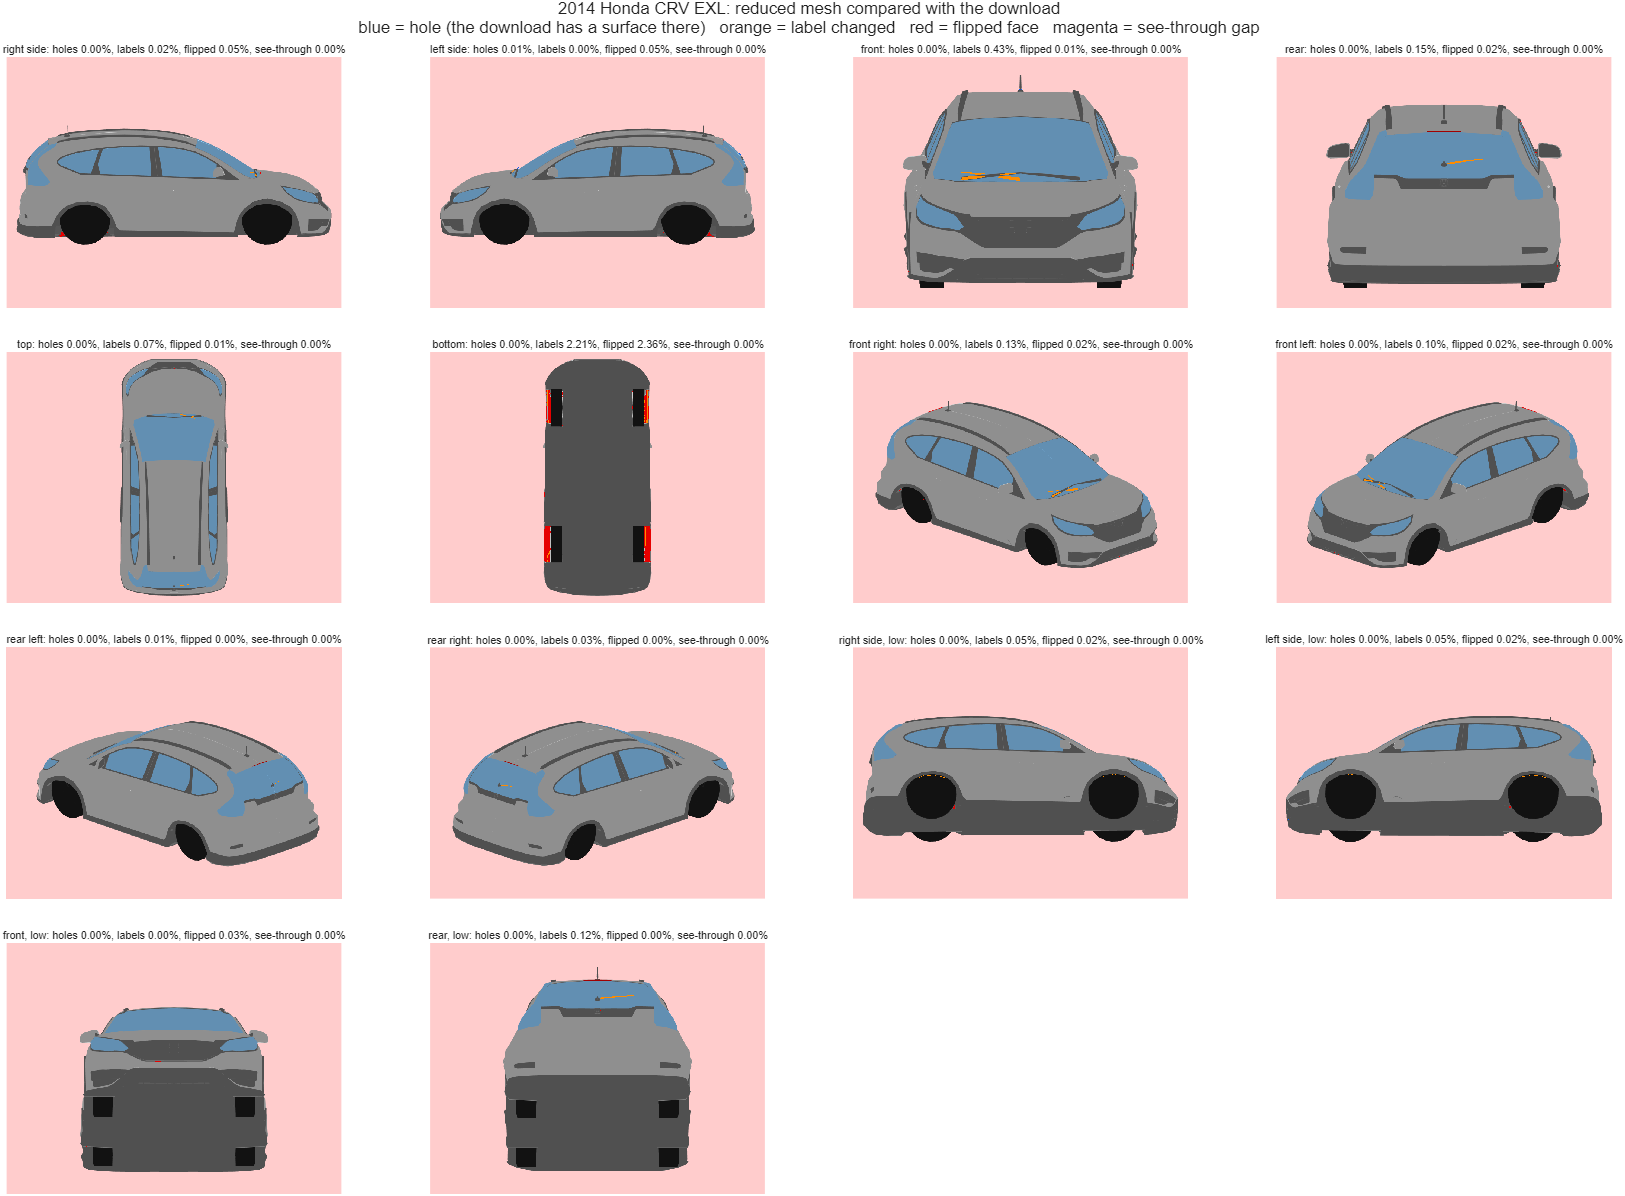 2014 Honda CRV EXL: reduced mesh compared with the download
blue = hole (the download has a surface there)   orange = label changed   red = flipped face   magenta = see-through gap
right side: holes 0.00%, labels 0.02%, flipped 0.05%, see-through 0.00%
left side: holes 0.01%, labels 0.00%, flipped 0.05%, see-through 0.00%
front: holes 0.00%, labels 0.43%, flipped 0.01%, see-through 0.00%
rear: holes 0.00%, labels 0.15%, flipped 0.02%, see-through 0.00%
top: holes 0.00%, labels 0.07%, flipped 0.01%, see-through 0.00%
bottom: holes 0.00%, labels 2.21%, flipped 2.36%, see-through 0.00%
front right: holes 0.00%, labels 0.13%, flipped 0.02%, see-through 0.00%
front left: holes 0.00%, labels 0.10%, flipped 0.02%, see-through 0.00%
rear left: holes 0.00%, labels 0.01%, flipped 0.00%, see-through 0.00%
rear right: holes 0.00%, labels 0.03%, flipped 0.00%, see-through 0.00%
right side, low: holes 0.00%, labels 0.05%, flipped 0.02%, see-through 0.00%
left side, low: holes 0.00%, labels 0.05%, flipped 0.02%, see-through 0.00%
front, low: holes 0.00%, labels 0.00%, flipped 0.03%, see-through 0.00%
rear, low: holes 0.00%, labels 0.12%, flipped 0.00%, see-through 0.00%